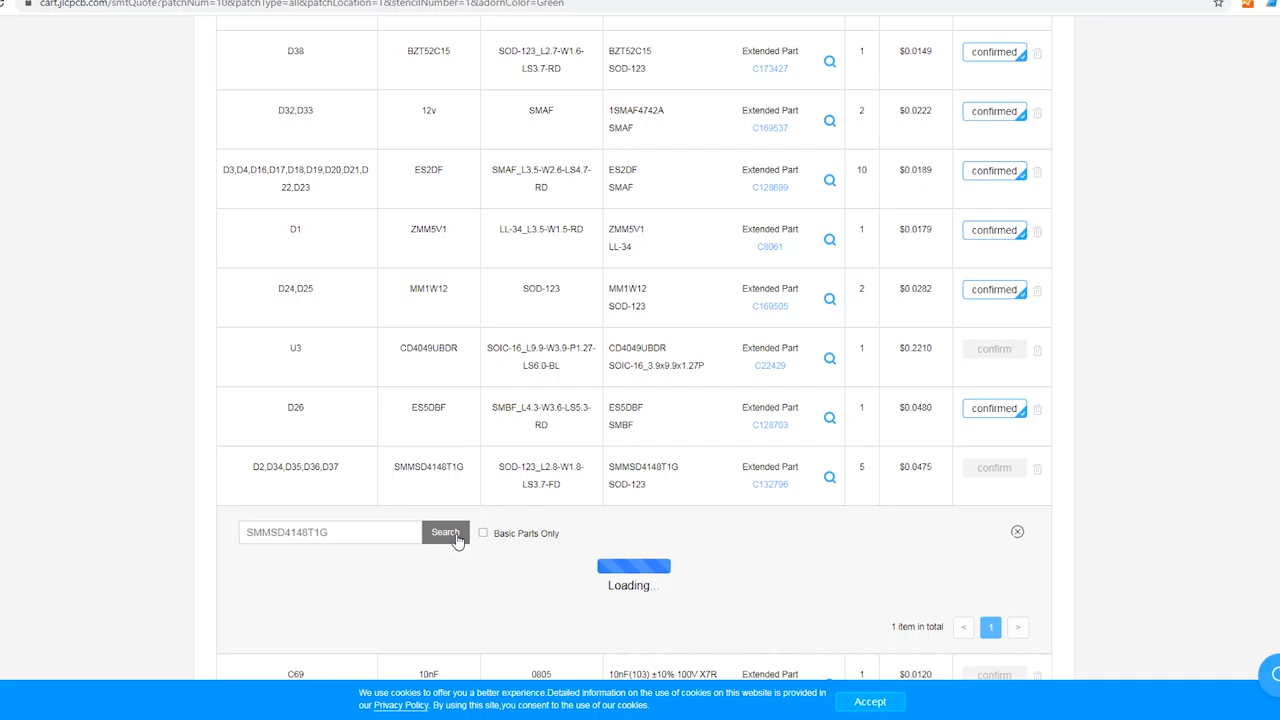 cart.jlcpcb.com/smtQuote?patchNum=10&patchType=all&patchLocation=1&stencilNumber=1&adornColor=Green
D38 BZT52C15 SOD-123_L2.7-W1.6- BZT52C15 Extended Part 1 $0.0149 confirmed
LS3.7-RD SOD-123 C173427
D32,D33 12v SMAF 1SMAF4742A Extended Part 2 $0.0222 confirmed
SMAF C169537
D3,D4,D16,D17,D18,D19,D20,D21,D ES2DF SMAF_L3.5-W2.6-LS4.7- ES2DF Extended Part 10 $0.0189 confirmed
22,D23 RD SMAF C128699
D1 ZMM5V1 LL-34_L3.5-W1.5-RD ZMM5V1 Extended Part 1 $0.0179 confirmed
LL-34 C8061
D24,D25 MM1W12 SOD-123 MM1W12 Extended Part 2 $0.0282 confirmed
SOD-123 C169505
U3 CD4049UBDR SOIC-16_L9.9-W3.9-P1.27- CD4049UBDR Extended Part 1 $0.2210 confirm
LS6.0-BL SOIC-16_3.9x9.9x1.27P C22429
D26 ES5DBF SMBF_L4.3-W3.6-LS5.3- ES5DBF Extended Part 1 $0.0480 confirmed
RD SMBF C128703
D2,D34,D35,D36,D37 SMMSD4148T1G SOD-123_L2.8-W1.8- SMMSD4148T1G Extended Part 5 $0.0475 confirm
LS3.7-FD SOD-123 C132796
SMMSD4148T1G Search Basic Parts Only
Loading...
1 item in total < 1 >
C69 10nF 0805 10nF(103) ±10% 100V X7R Extended Part 1 $0.0120 confirm
We use cookies to offer you a better experience.Detailed information on the use of cookies on this website is provided in
our Privacy Policy. By using this site,you consent to the use of our cookies.
Accept